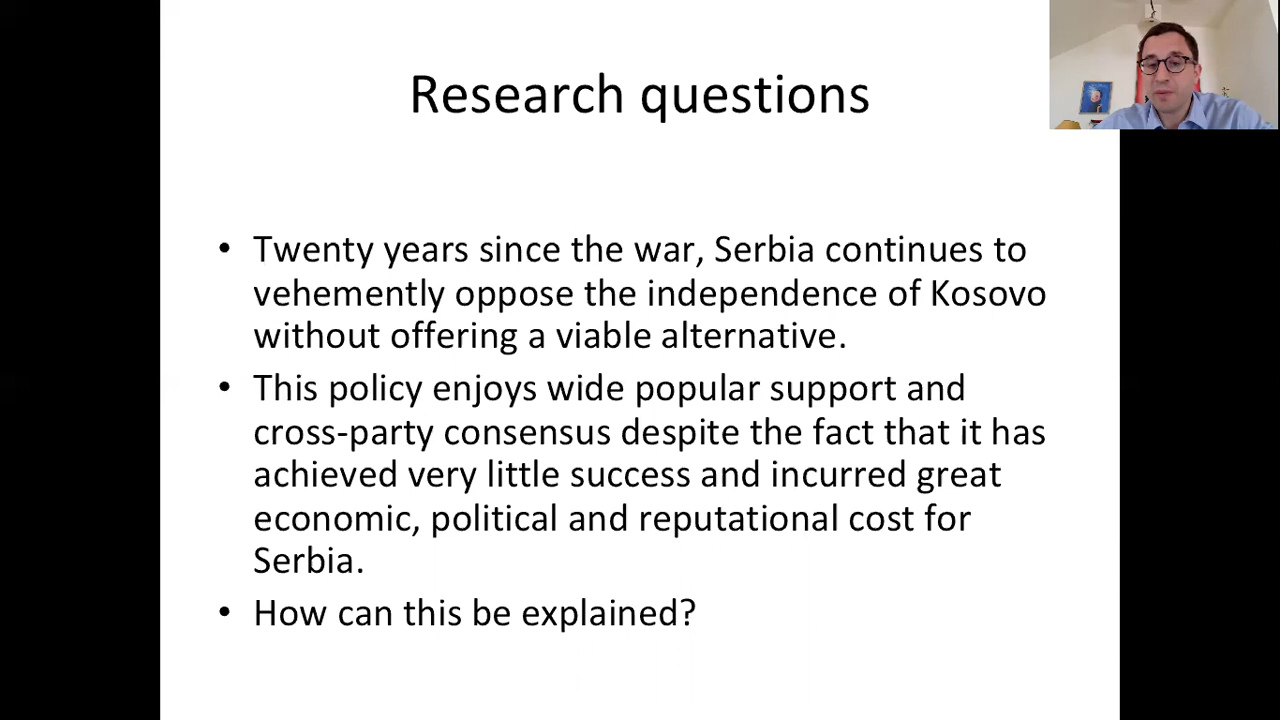 Research questions
• Twenty years since the war, Serbia continues to
vehemently oppose the independence of Kosovo
without offering a viable alternative.
• This policy enjoys wide popular support and
cross-party consensus despite the fact that it has
achieved very little success and incurred great
economic, political and reputational cost for
Serbia.
• How can this be explained?